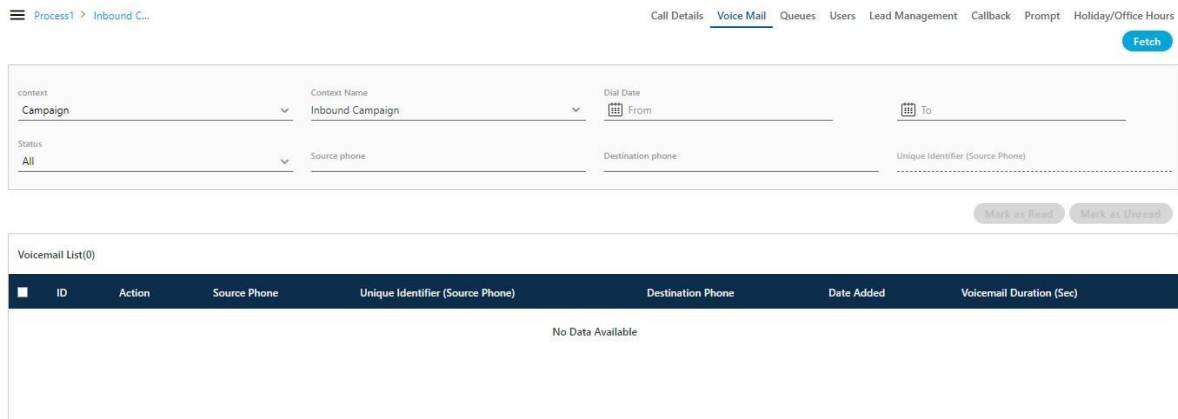 Process1 > Inbound C...
Call Details Voice Mail Queues Users Lead Management Callback Prompt Holiday/Office Hours
Fetch
context Context Name Dial Date
Campaign Inbound Campaign From To
Status
All Source phone Destination phone Unique Identifier (Source Phone)
Mark as Read Mark as Unread
Voicemail List(0)
ID Action Source Phone Unique Identifier (Source Phone) Destination Phone Date Added Voicemail Duration (Sec)
No Data Available